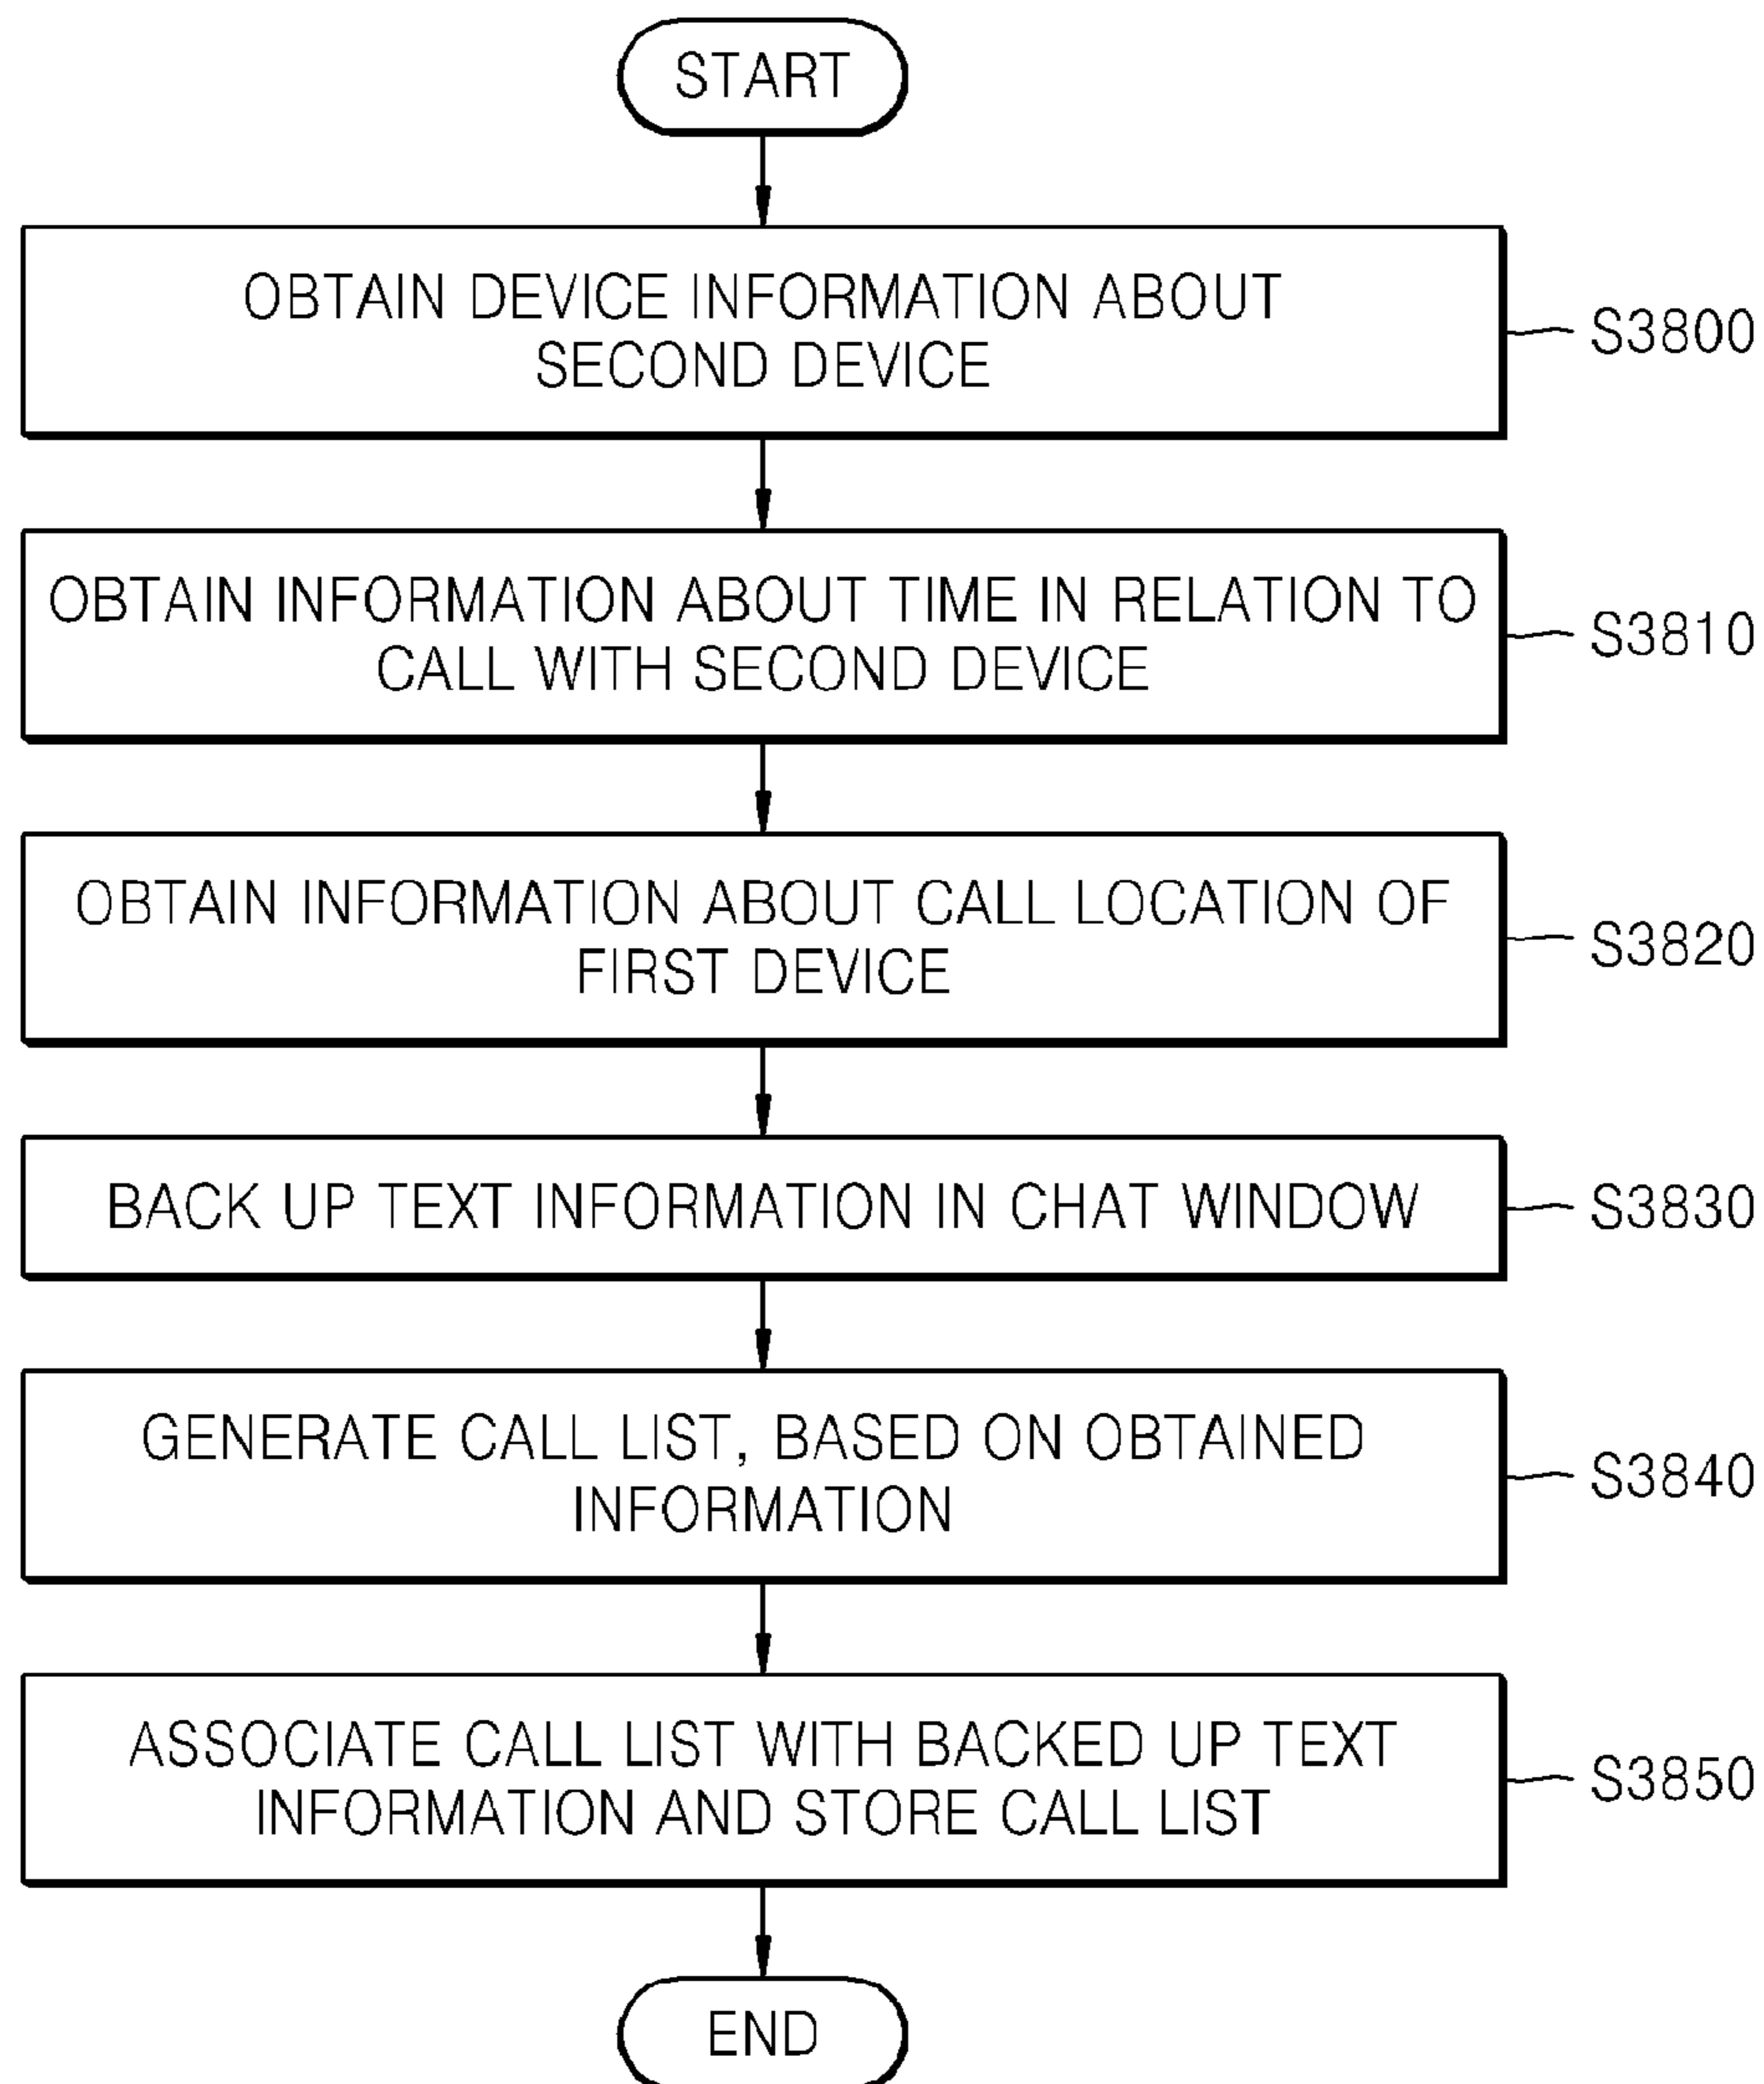 START
OBTAIN DEVICE INFORMATION ABOUT
SECOND DEVICE
S3800
OBTAIN INFORMATION ABOUT TIME IN RELATION TO
CALL WITH SECOND DEVICE
S3810
OBTAIN INFORMATION ABOUT CALL LOCATION OF
FIRST DEVICE
S3820
BACK UP TEXT INFORMATION IN CHAT WINDOW
S3830
GENERATE CALL LIST, BASED ON OBTAINED
INFORMATION
S3840
ASSOCIATE CALL LIST WITH BACKED UP TEXT
INFORMATION AND STORE CALL LIST
S3850
END